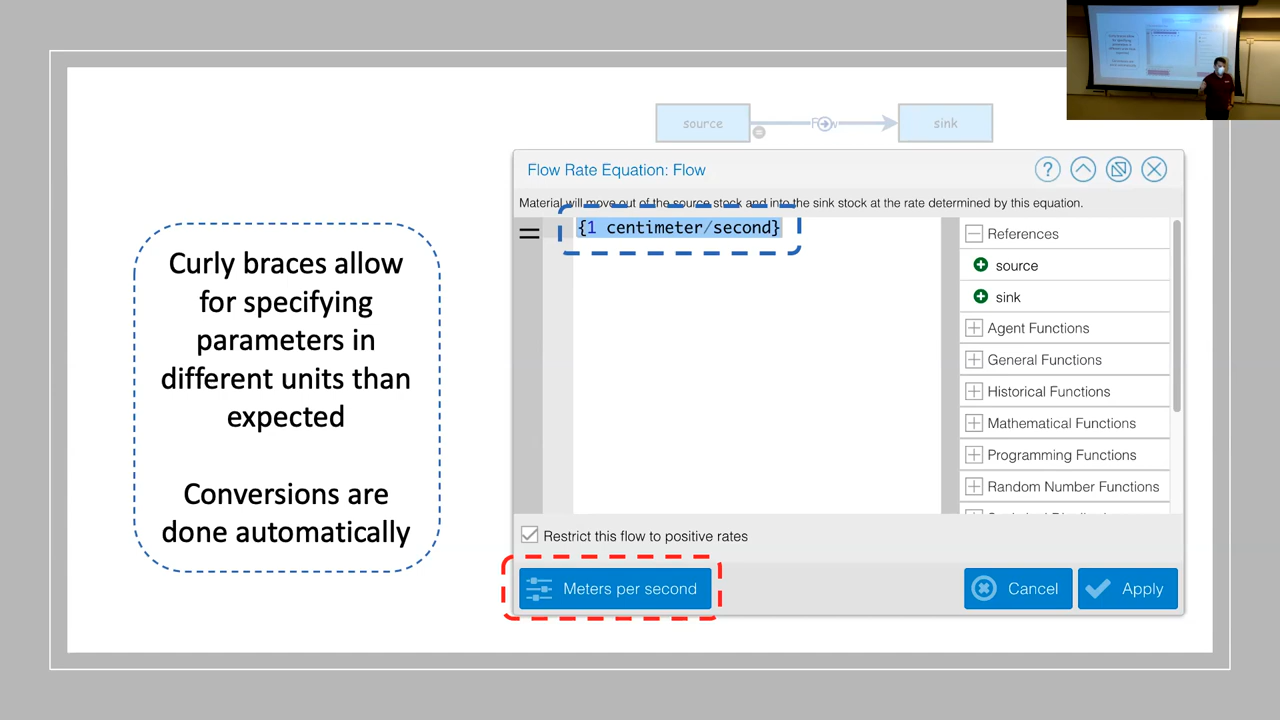 source
Flow
sink
Flow Rate Equation: Flow
Material will move out of the source stock and into the sink stock at the rate determined by this equation.
=
{1 centimeter/second}
References
source
sink
Agent Functions
General Functions
Historical Functions
Mathematical Functions
Programming Functions
Random Number Functions
Restrict this flow to positive rates
Meters per second
Cancel
Apply
Curly braces allow
for specifying
parameters in
different units than
expected
Conversions are
done automatically